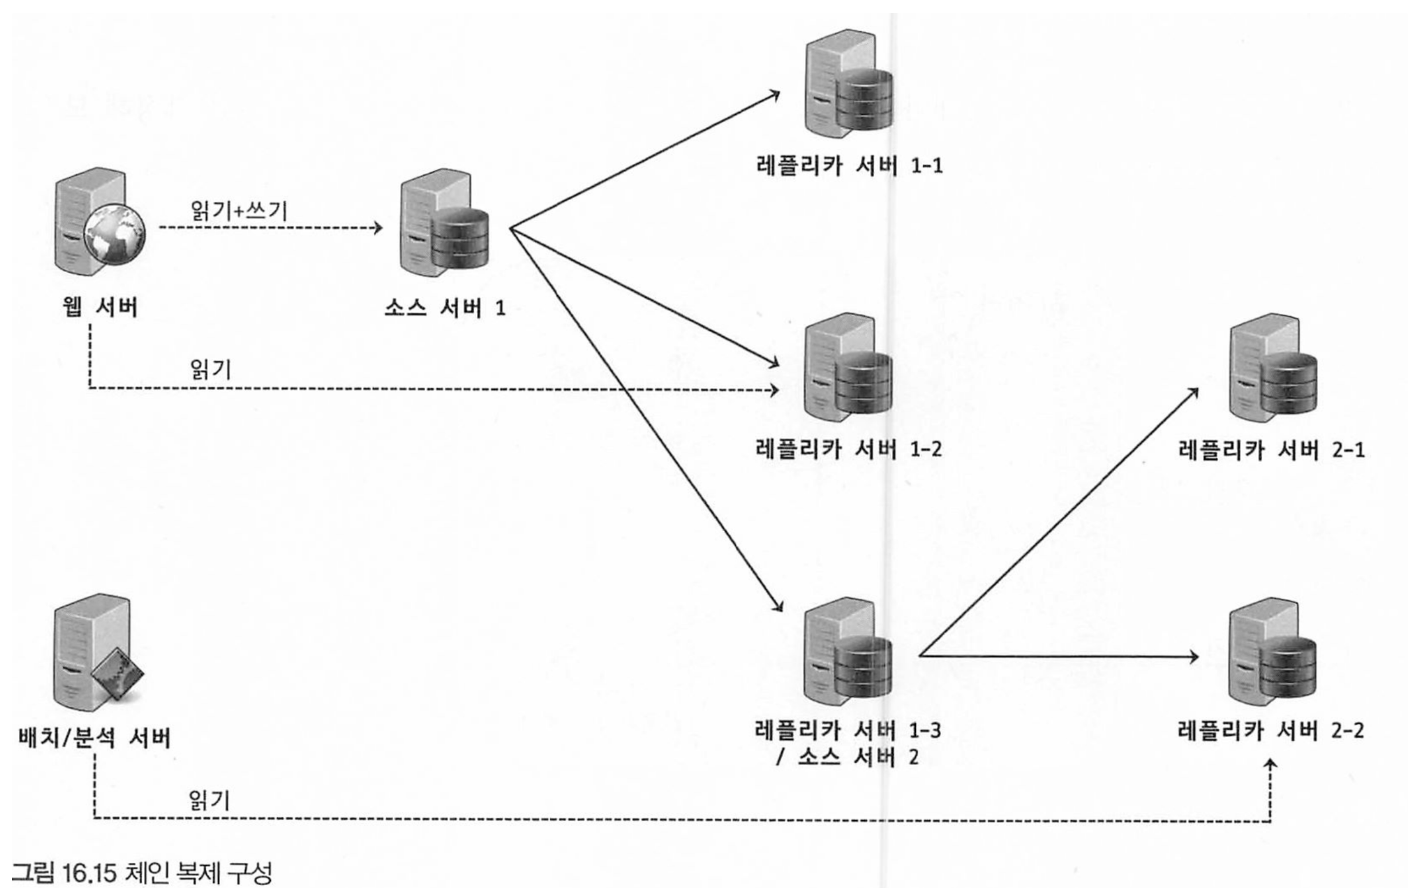 레플리카 서버 1-1
읽기+쓰기
웹 서버
소스 서버 1
읽기
레플리카 서버 1-2
레플리카 서버 2-1
배치/분석 서버
레플리카 서버 1-3
/ 소스 서버 2
레플리카 서버 2-2
읽기
그림 16.15 체인 복제 구성